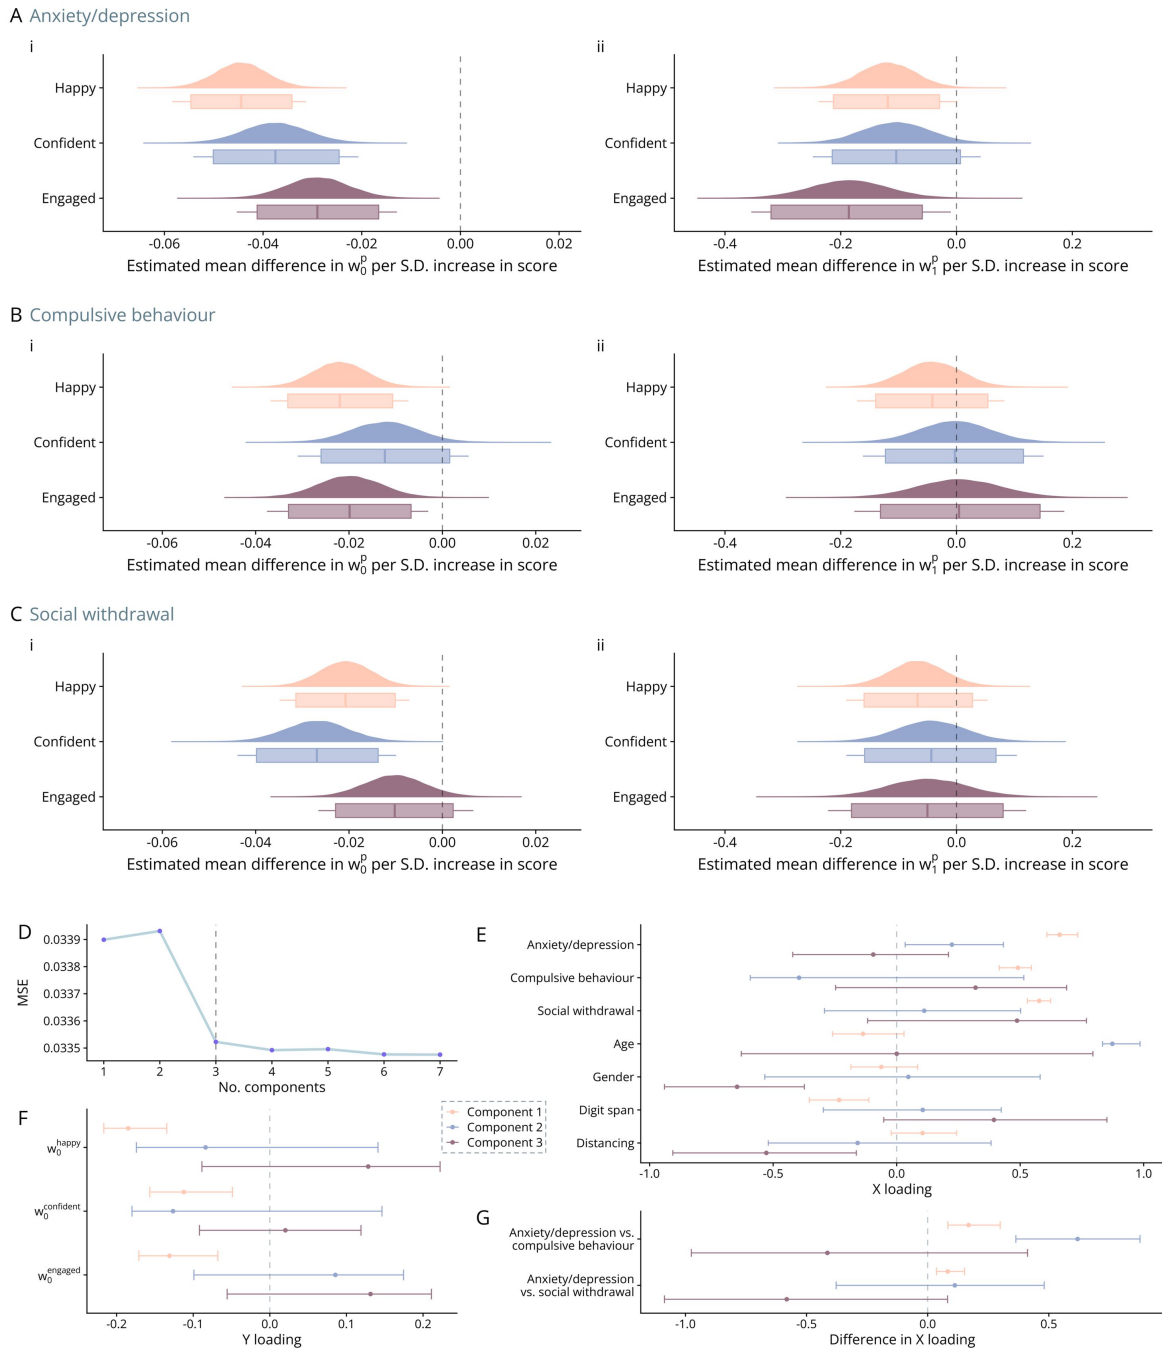 A Anxiety/depression
i
Happy
Confident
Engaged
-0.06 -0.04 -0.02 0.00 0.02
Estimated mean difference in w₀ᵖ per S.D. increase in score
ii
Happy
Confident
Engaged
-0.4 -0.2 0.0 0.2
Estimated mean difference in w₁ᵖ per S.D. increase in score
B Compulsive behaviour
i
Happy
Confident
Engaged
-0.06 -0.04 -0.02 0.00 0.02
Estimated mean difference in w₀ᵖ per S.D. increase in score
ii
Happy
Confident
Engaged
-0.4 -0.2 0.0 0.2
Estimated mean difference in w₁ᵖ per S.D. increase in score
C Social withdrawal
i
Happy
Confident
Engaged
-0.06 -0.04 -0.02 0.00 0.02
Estimated mean difference in w₀ᵖ per S.D. increase in score
ii
Happy
Confident
Engaged
-0.4 -0.2 0.0 0.2
Estimated mean difference in w₁ᵖ per S.D. increase in score
D
MSE
0.0339
0.0338
0.0337
0.0336
0.0335
1 2 3 4 5 6 7
No. components
E
Anxiety/depression
Compulsive behaviour
Social withdrawal
Age
Gender
Digit span
Distancing
-1.0 -0.5 0.0 0.5 1.0
X loading
F
w₀ʰᵃᵖᵖʸ
w₀ᶜᵒⁿᶠⁱᵈᵉⁿᵗ
w₀ᵉⁿᵍᵃᵍᵉᵈ
-0.2 -0.1 0.0 0.1 0.2
Y loading
Component 1
Component 2
Component 3
G
Anxiety/depression vs.
compulsive behaviour
Anxiety/depression
vs. social withdrawal
-1.0 -0.5 0.0 0.5
Difference in X loading